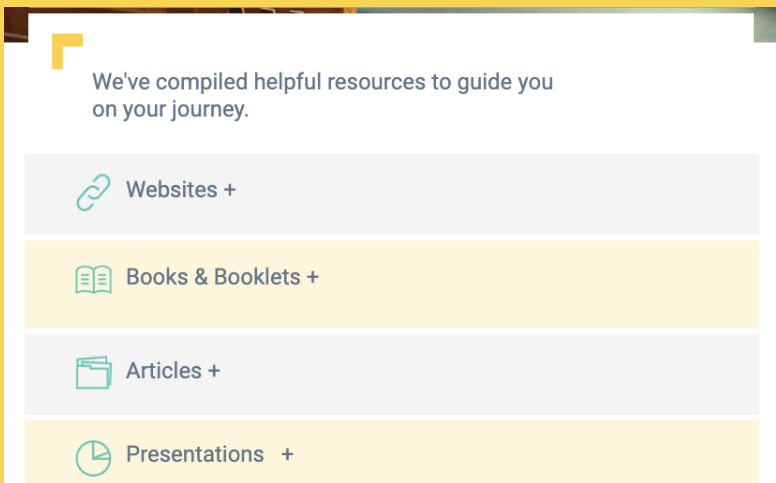 We've compiled helpful resources to guide you
on your journey.
Websites +
Books & Booklets +
Articles +
Presentations +